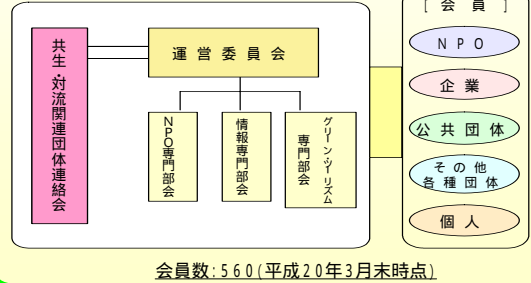 [会員]
共生・対流関連団体連絡会
運営委員会
NPO専門部会
情報専門部会
グリーン・ツーリズム
専門部会
NPO
企業
公共団体
その他
各種団体
個人
会員数:560(平成20年3月末時点)